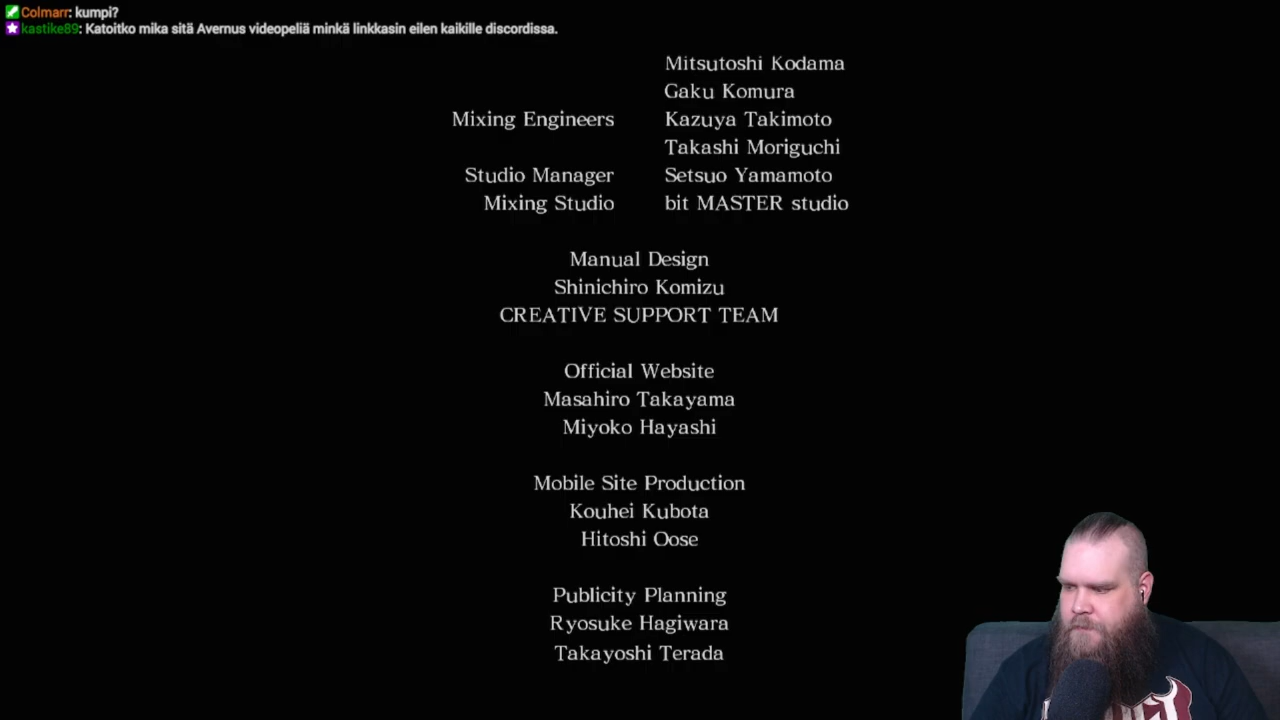 Colmarr: kumpi?
kastike89: Katoitko mika sitä Avernus videopeliä minkä linkkasin eilen kaikille discordissa.
Mitsutoshi Kodama
Gaku Komura
Mixing Engineers Kazuya Takimoto
Takashi Moriguchi
Studio Manager Setsuo Yamamoto
Mixing Studio bit MASTER studio
Manual Design
Shinichiro Komizu
CREATIVE SUPPORT TEAM
Official Website
Masahiro Takayama
Miyoko Hayashi
Mobile Site Production
Kouhei Kubota
Hitoshi Oose
Publicity Planning
Ryosuke Hagiwara
Takayoshi Terada